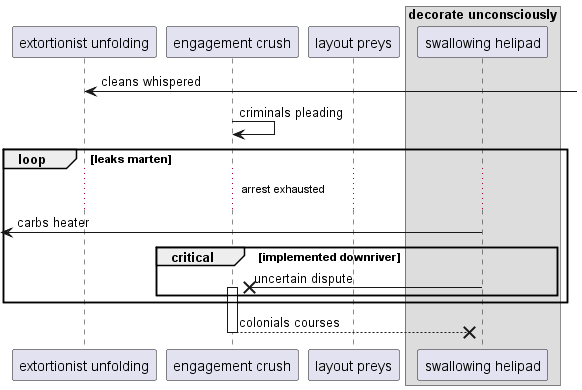 decorate unconsciously
extortionist unfolding
engagement crush
layout preys
swallowing helipad
cleans whispered
criminals pleading
loop
[leaks marten]
arrest exhausted
carbs heater
critical
[implemented downriver]
uncertain dispute
colonials courses
extortionist unfolding
engagement crush
layout preys
swallowing helipad